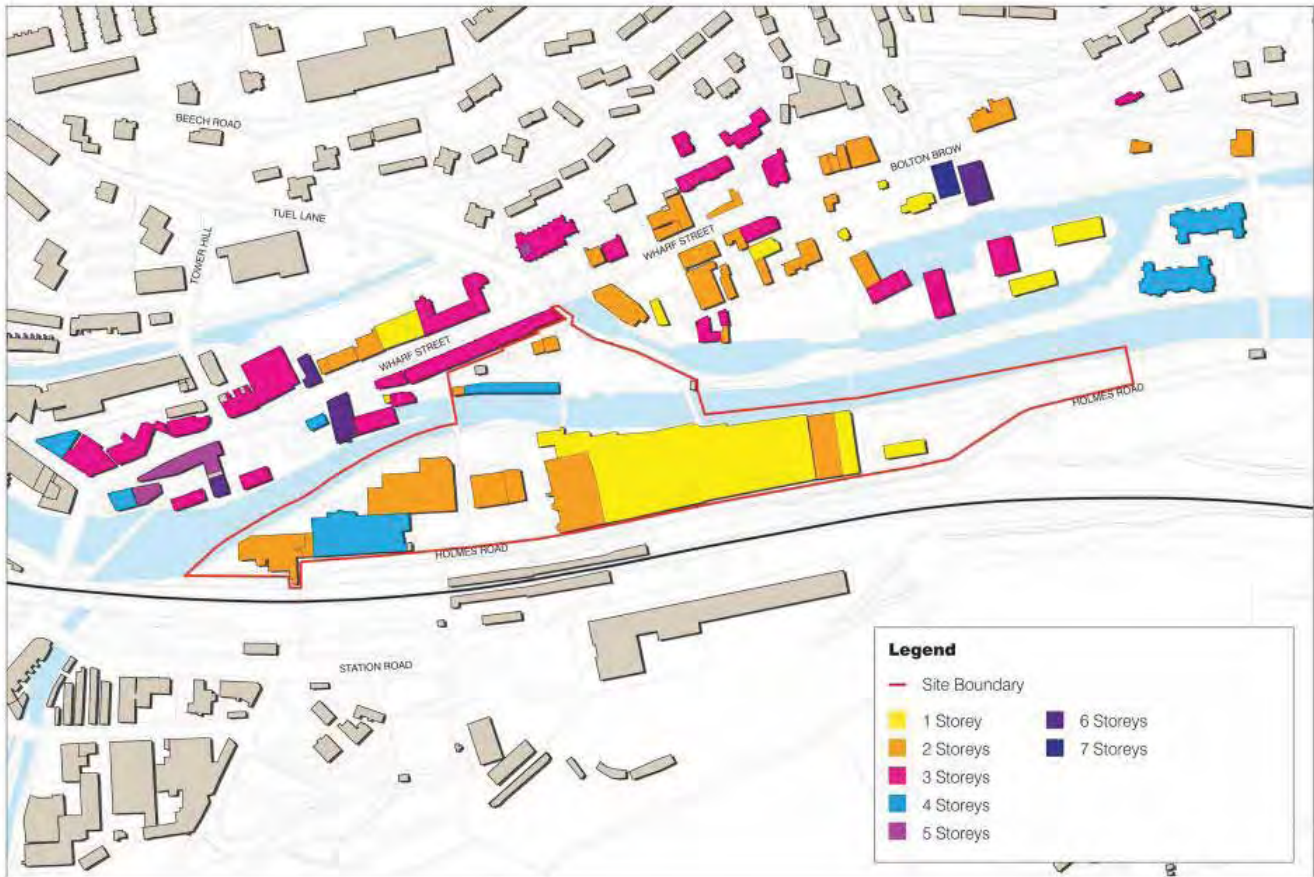 BEECH ROAD
BOLTON BROW
TUEL LANE
TOWER HILL
WHARF STREET
WHARF STREET
HOLMES ROAD
HOLMES ROAD
STATION ROAD
Legend
Site Boundary
1 Storey
2 Storeys
3 Storeys
4 Storeys
5 Storeys
6 Storeys
7 Storeys